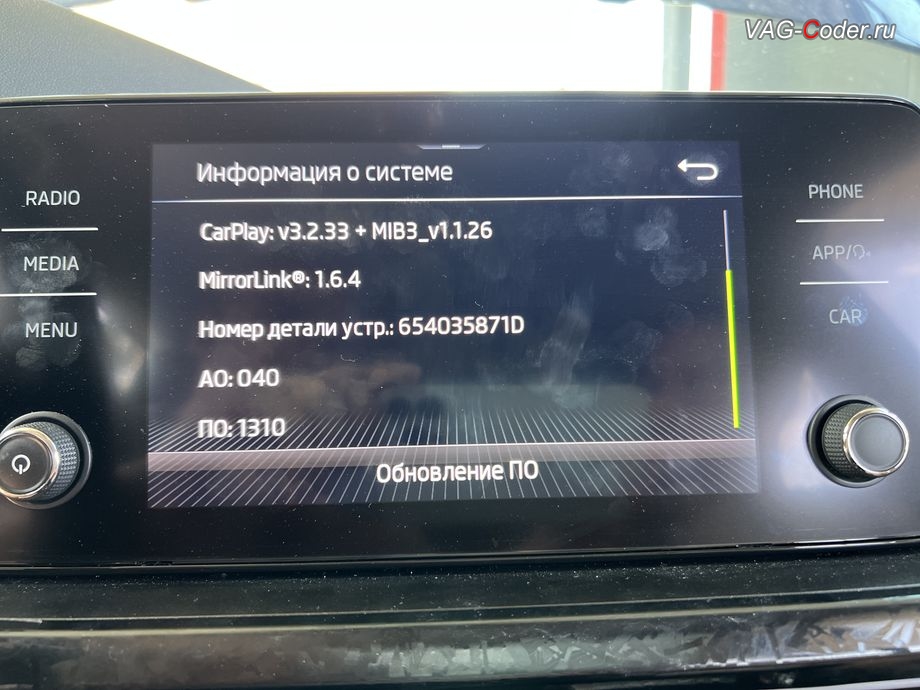 VAG-Coder.ru
Информация о системе
RADIO
MEDIA
MENU
CarPlay: v3.2.33 + MIB3_v1.1.26
MirrorLink®: 1.6.4
Номер детали устр.: 654035871D
АО: 040
ПО: 1310
Обновление ПО
PHONE
APP/
CAR